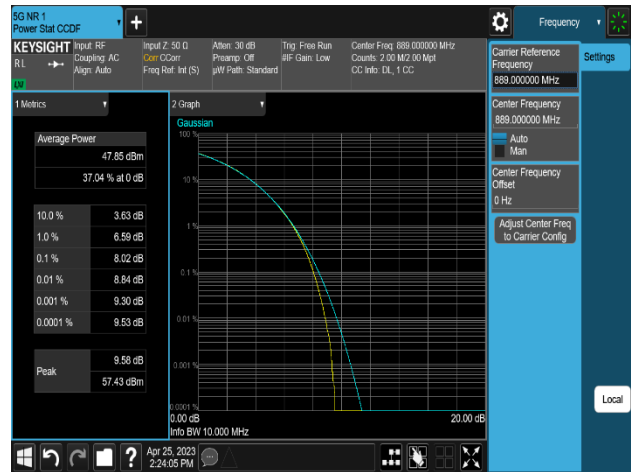 5G NR 1
Power Stat CCDF
Frequency
KEYSIGHT
RL
LXI
Input: RF
Coupling: AC
Align: Auto
Input Z: 50 Ω
Corr CCorr
Freq Ref: Int (S)
Atten: 30 dB
Preamp: Off
µW Path: Standard
Trig: Free Run
#IF Gain: Low
Center Freq: 889.000000 MHz
Counts: 2.00 M/2.00 Mpt
CC Info: DL, 1 CC
1 Metrics
Average Power
47.85 dBm
37.04 % at 0 dB
10.0 % 3.63 dB
1.0 % 6.59 dB
0.1 % 8.02 dB
0.01 % 8.84 dB
0.001 % 9.30 dB
0.0001 % 9.53 dB
Peak
9.58 dB
57.43 dBm
2 Graph
Gaussian
100 %
10 %
1 %
0.1 %
0.01 %
0.001 %
0.0001 %
0.00 dB
20.00 dB
Info BW 10.000 MHz
Carrier Reference
Frequency
889.000000 MHz
Center Frequency
889.000000 MHz
Auto
Man
Center Frequency
Offset
0 Hz
Adjust Center Freq
to Carrier Config
Settings
Local
?
Apr 25, 2023
2:24:05 PM